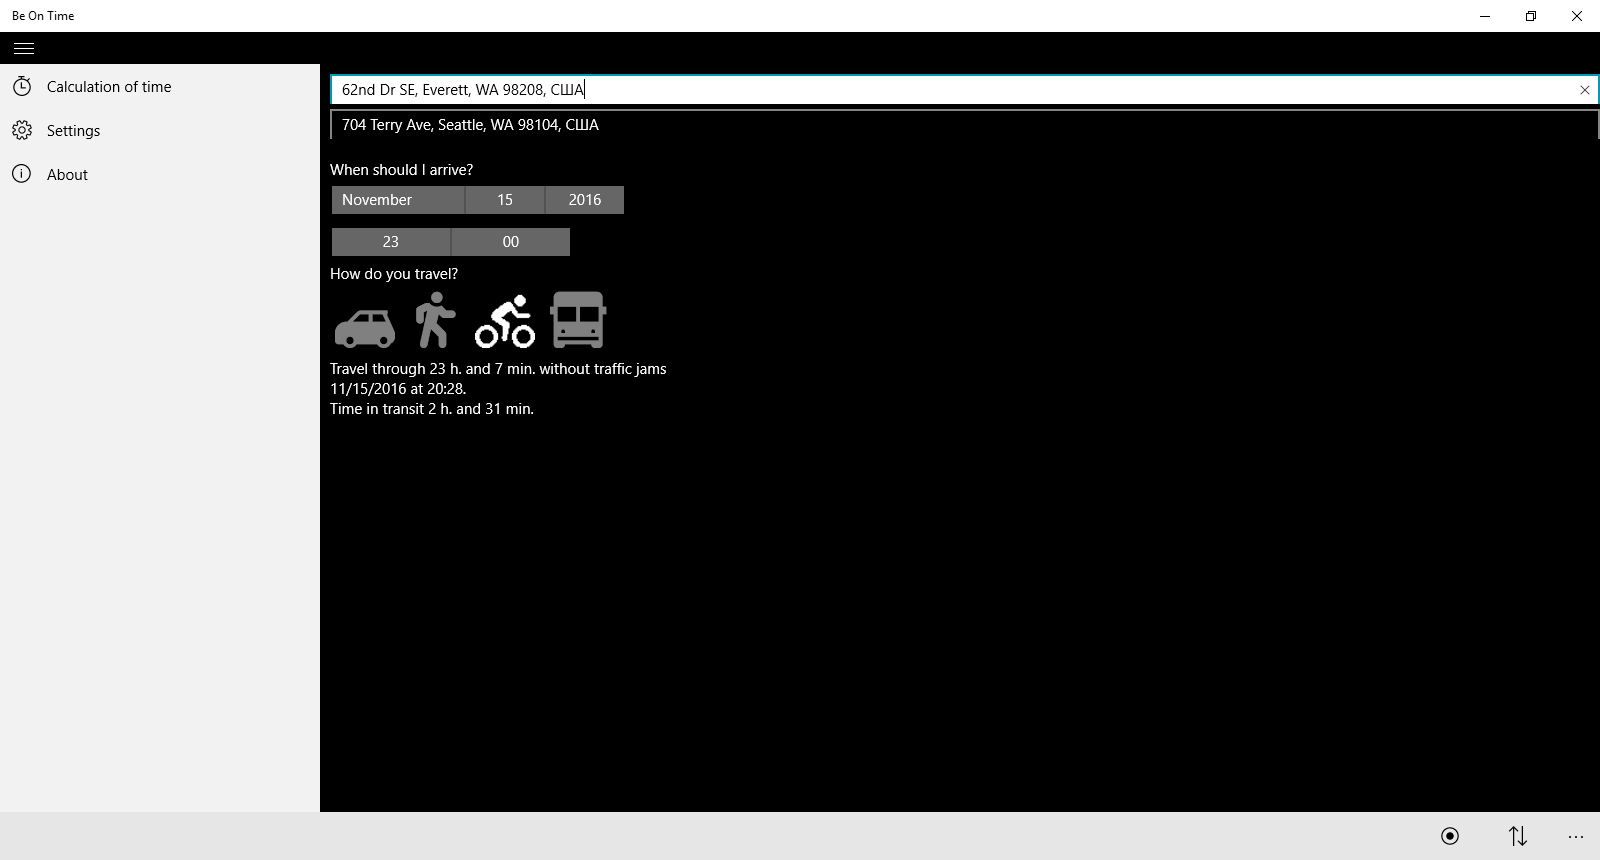 Be On Time
Calculation of time
Settings
About
62nd Dr SE, Everett, WA 98208, США
704 Terry Ave, Seattle, WA 98104, США
When should I arrive?
November 15 2016
23 00
How do you travel?
Travel through 23 h. and 7 min. without traffic jams
11/15/2016 at 20:28.
Time in transit 2 h. and 31 min.